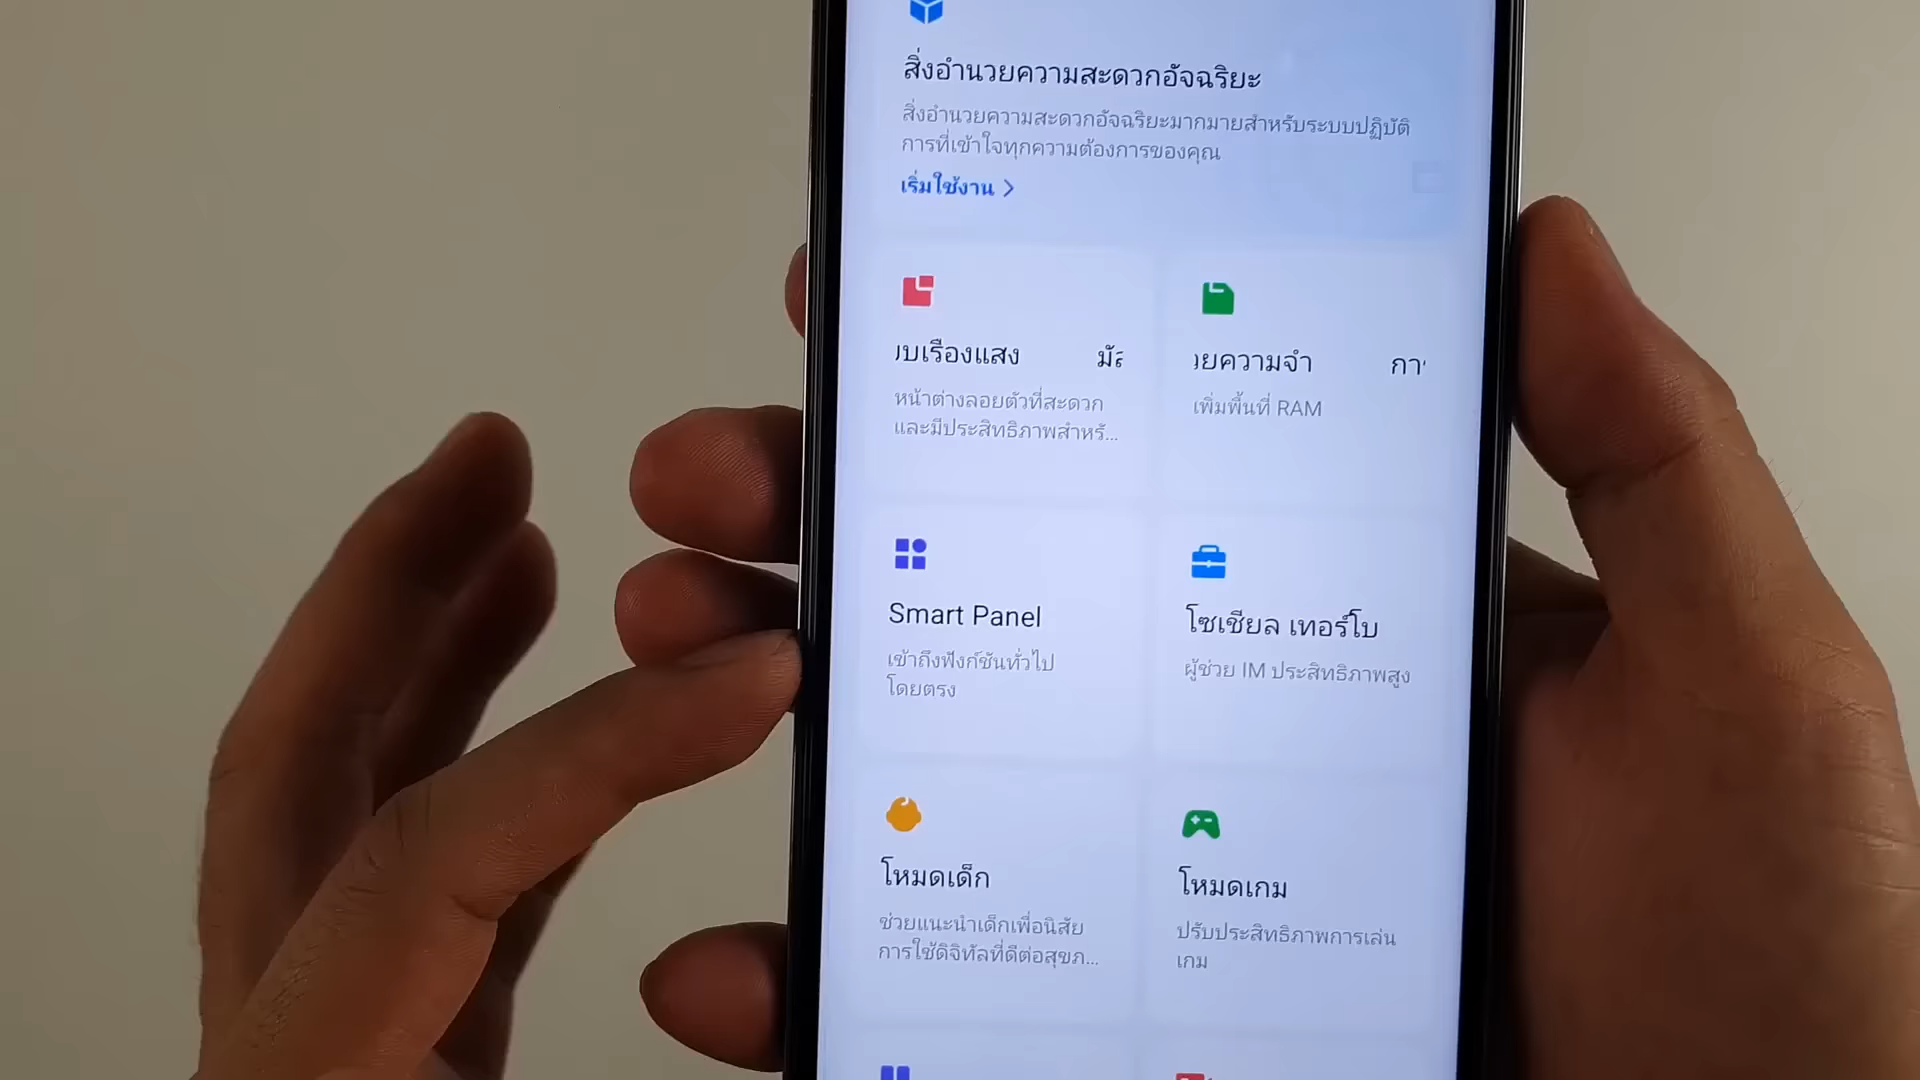 สิ่งอำนวยความสะดวกอัจฉริยะ
สิ่งอำนวยความสะดวกอัจฉริยะมากมายสำหรับระบบปฏิบัติ
การที่เข้าใจทุกความต้องการของคุณ
เริ่มใช้งาน
บเรืองแสง
หน้าต่างลอยตัวที่สะดวก
และมีประสิทธิภาพสำหรั...
ยความจำ กา
เพิ่มพื้นที่ RAM
Smart Panel
เข้าถึงฟังก์ชันทั่วไป
โดยตรง
โซเชียล เทอร์โบ
ผู้ช่วย IM ประสิทธิภาพสูง
โหมดเด็ก
ช่วยแนะนำเด็กเพื่อนิสัย
การใช้ดิจิทัลที่ดีต่อสุขภ...
โหมดเกม
ปรับประสิทธิภาพการเล่น
เกม